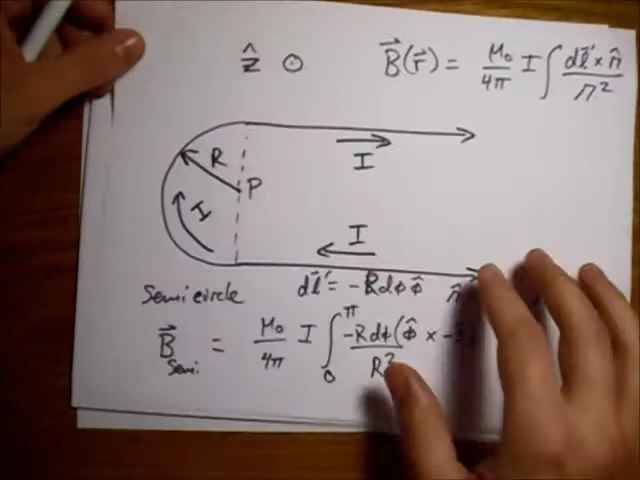 ẑ ⊙ B⃗(r⃗) = μ₀/4π I ∫ dl⃗'×n̂/r²
R
I
P
I
I
Semicircle dl⃗' = -Rdϕ ϕ̂
B⃗semi = μ₀/4π I ∫₀^π -Rdϕ(ϕ̂ × -/R²